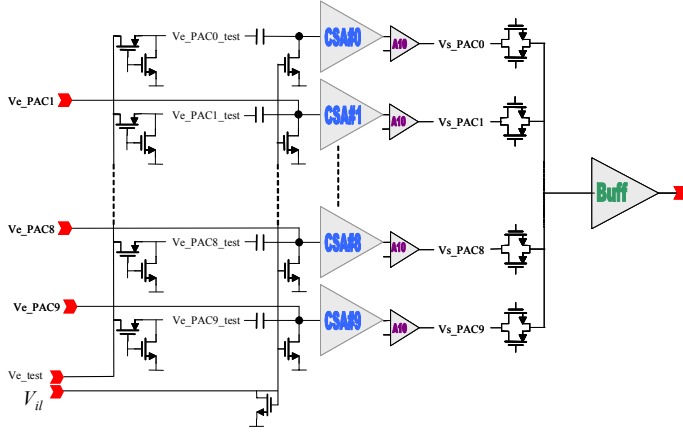 Ve_PAC0_test
CSA#0
A10
Vs_PAC0
Ve_PAC1
Ve_PAC1_test
CSA#1
A10
Vs_PAC1
Buff
Ve_PAC8
Ve_PAC8_test
CSA#8
A10
Vs_PAC8
Ve_PAC9
Ve_PAC9_test
CSA#9
A10
Vs_PAC9
Ve_test
Vil